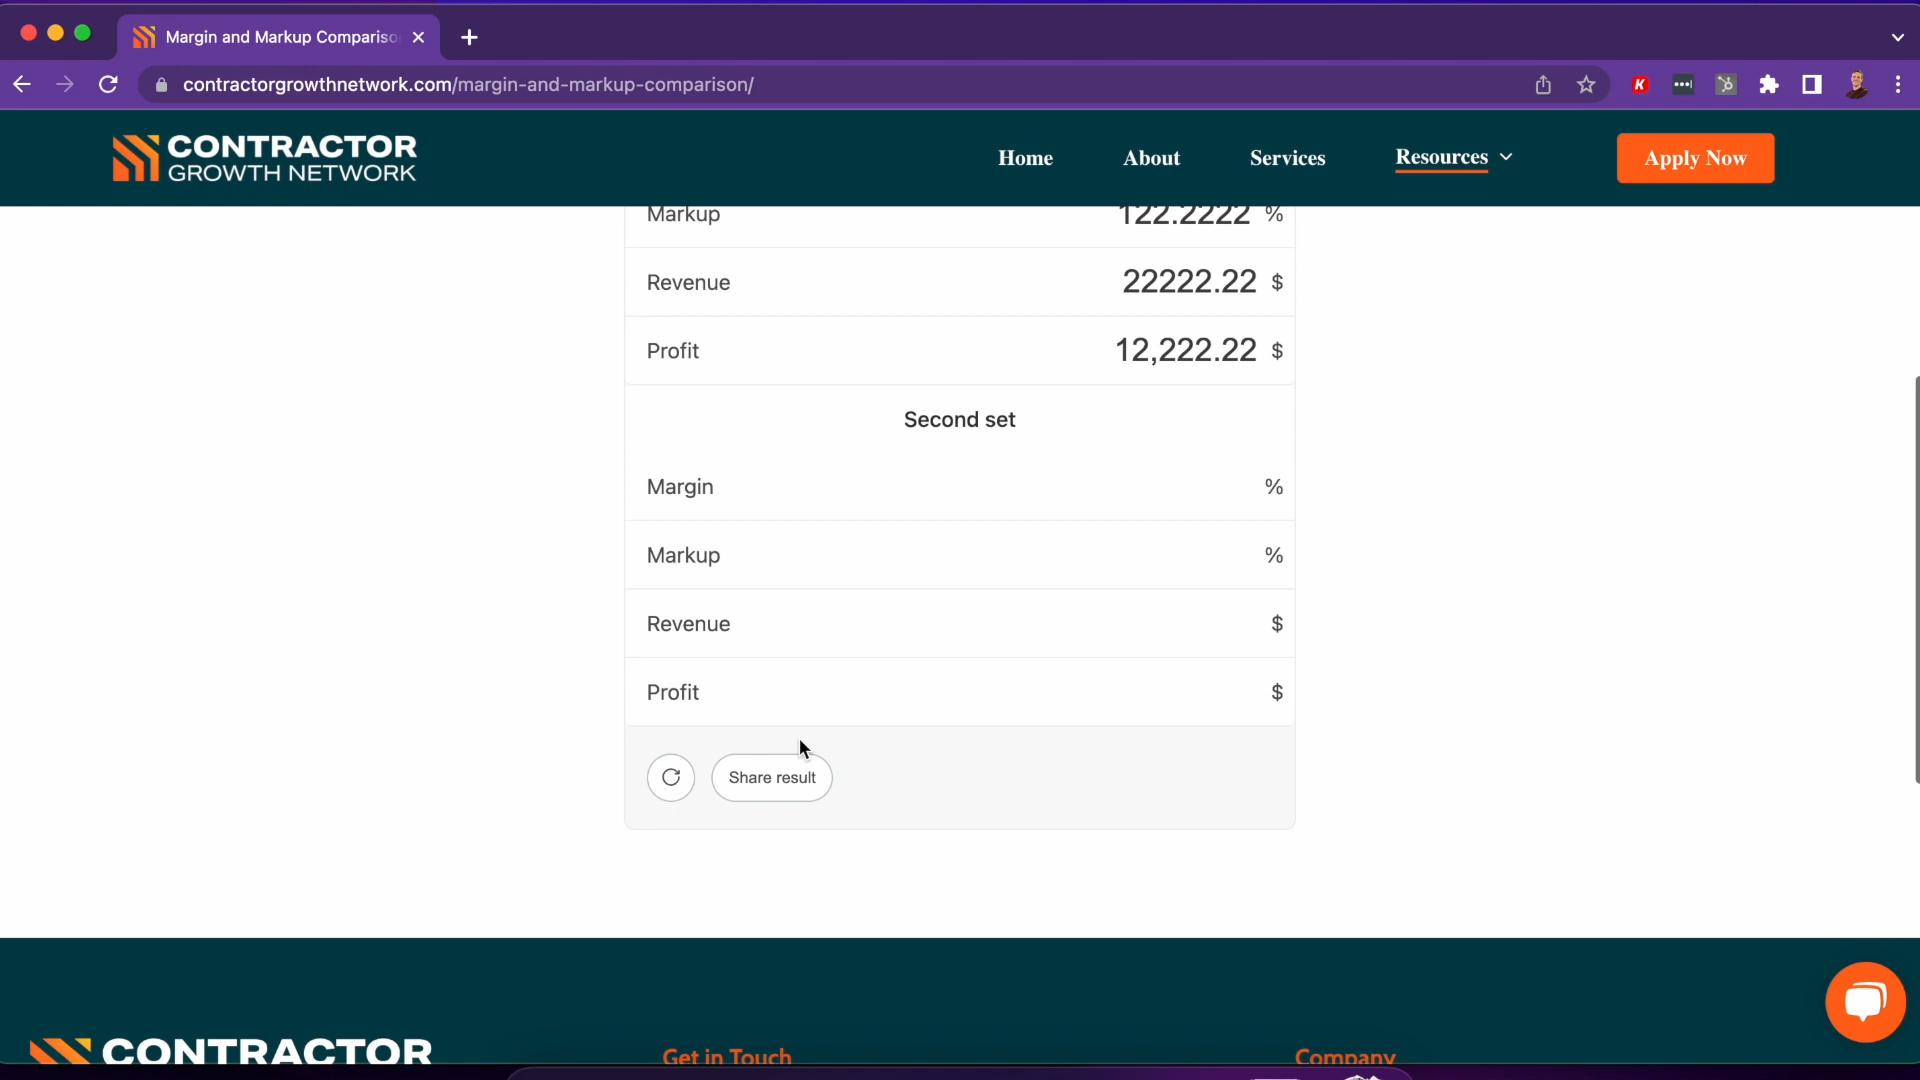 Margin and Markup Compariso
contractorgrowthnetwork.com/margin-and-markup-comparison/
K
CONTRACTOR
GROWTH NETWORK
Home
About
Services
Resources
Apply Now
Markup 122.2222 %
Revenue 22222.22 $
Profit 12,222.22 $
Second set
Margin %
Markup %
Revenue $
Profit $
Share result
CONTRACTOR
Get in Touch
Company